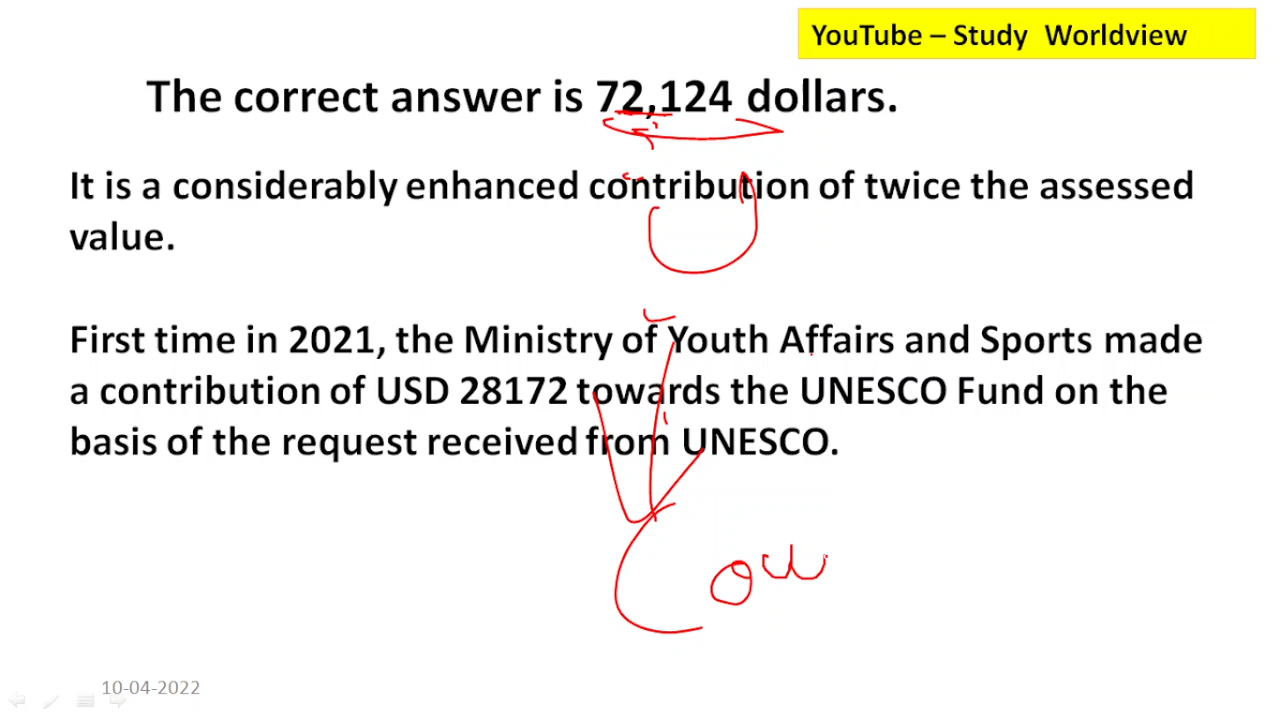 YouTube – Study Worldview
The correct answer is 72,124 dollars.
It is a considerably enhanced contribution of twice the assessed
value.
First time in 2021, the Ministry of Youth Affairs and Sports made
a contribution of USD 28172 towards the UNESCO Fund on the
basis of the request received from UNESCO.
10-04-2022